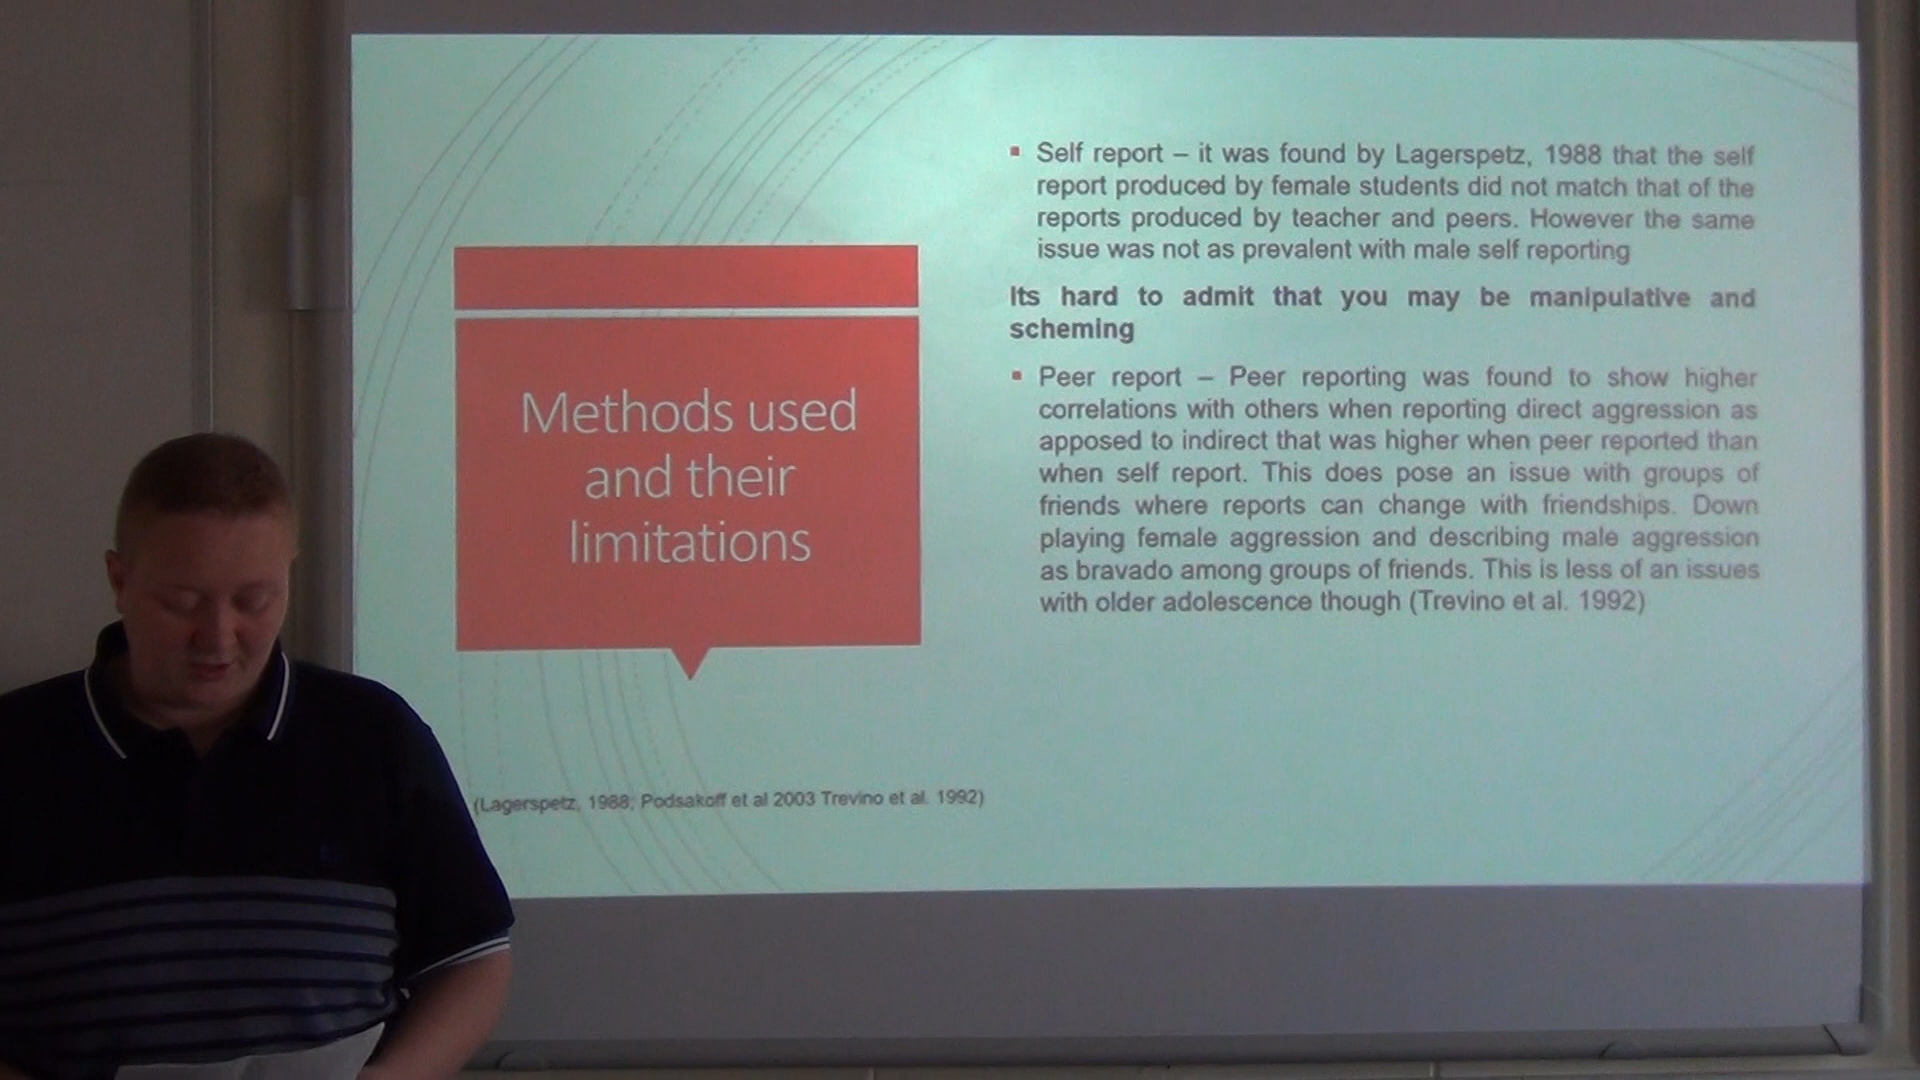 Methods used
and their
limitations
Self report – it was found by Lagerspetz, 1988 that the self
report produced by female students did not match that of the
reports produced by teacher and peers. However the same
issue was not as prevalent with male self reporting
Its hard to admit that you may be manipulative and
scheming
Peer report – Peer reporting was found to show higher
correlations with others when reporting direct aggression as
apposed to indirect that was higher when peer reported than
when self report. This does pose an issue with groups of
friends where reports can change with friendships. Down
playing female aggression and describing male aggression
as bravado among groups of friends. This is less of an issues
with older adolescence though (Trevino et al. 1992)
(Lagerspetz, 1988; Podsakoff et al 2003 Trevino et al. 1992)